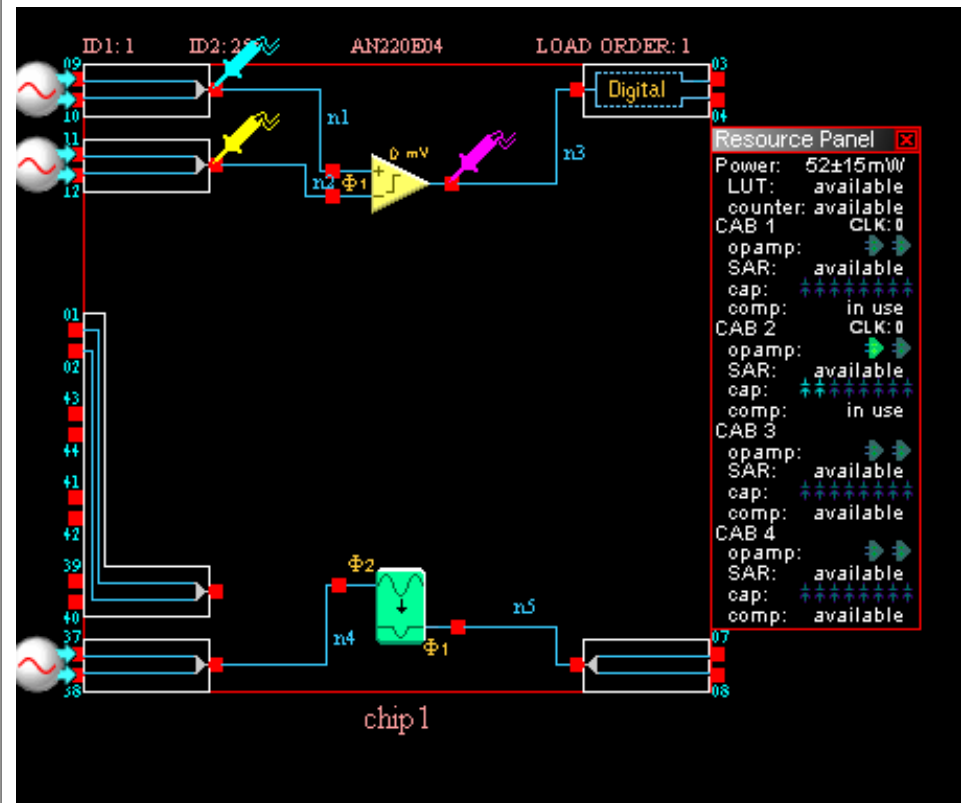 ID1: 1 ID2: AN220E04 LOAD ORDER: 1
09
10
11
12
n1
n2
Φ1
0 mV
n3
Digital
03
04
Resource Panel
Power: 52±15mW
LUT: available
counter: available
CAB 1 CLK: 0
opamp:
SAR: available
cap:
comp: in use
CAB 2 CLK: 0
opamp:
SAR: available
cap:
comp: in use
CAB 3
opamp:
SAR: available
cap:
comp: available
CAB 4
opamp:
SAR: available
cap:
comp: available
01
02
43
44
41
42
39
40
37
38
Φ2
n4
Φ1
n5
07
08
chip1